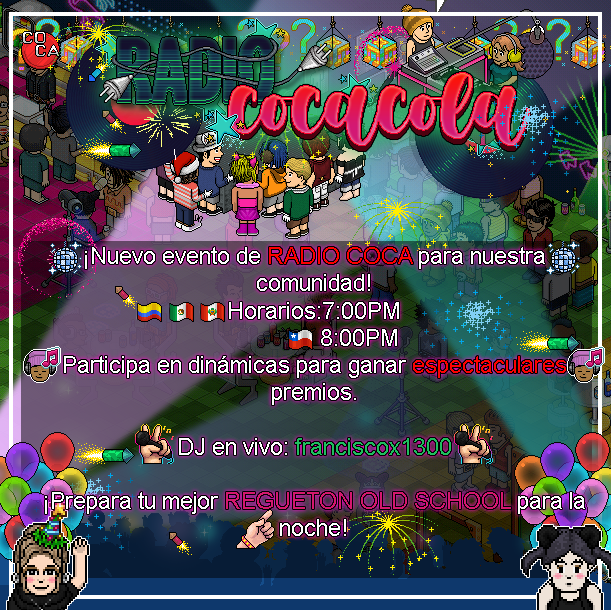 CO
CA
RADIO
cocacola
¡Nuevo evento de RADIO COCA para nuestra
comunidad!
Horarios:7:00PM
8:00PM
Participa en dinámicas para ganar espectaculares
premios.
DJ en vivo: franciscox1300
¡Prepara tu mejor REGUETON OLD SCHOOL para la
noche!